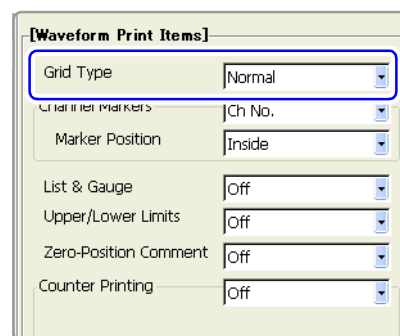 [Waveform Print Items]
Grid Type Normal
Channel Markers Ch No.
Marker Position Inside
List & Gauge Off
Upper/Lower Limits Off
Zero-Position Comment Off
Counter Printing Off